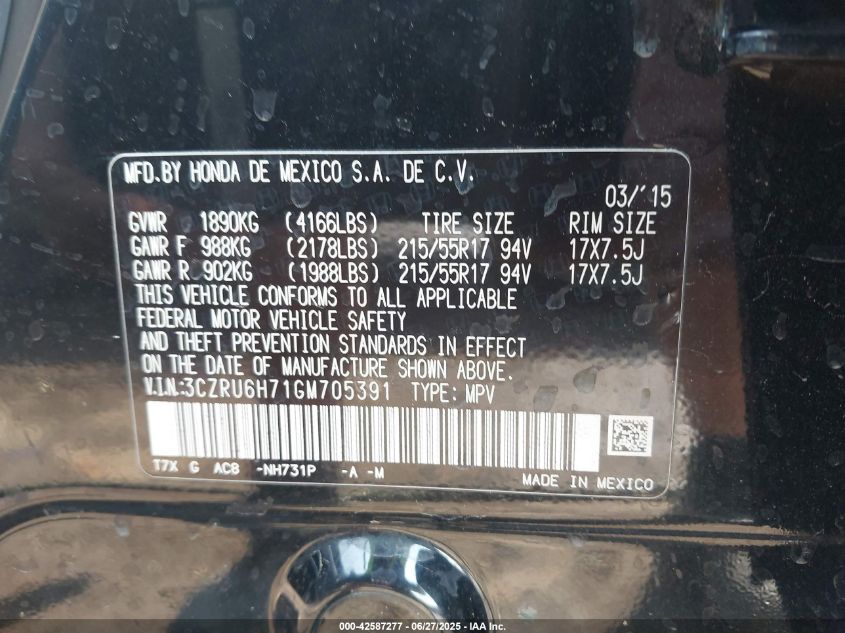 MFD.BY HONDA DE MEXICO S.A. DE C.V.
03/'15
GVWR 1890KG (4166LBS) TIRE SIZE RIM SIZE
GAWR F 988KG (2178LBS) 215/55R17 94V 17X7.5J
GAWR R 902KG (1988LBS) 215/55R17 94V 17X7.5J
THIS VEHICLE CONFORMS TO ALL APPLICABLE
FEDERAL MOTOR VEHICLE SAFETY
AND THEFT PREVENTION STANDARDS IN EFFECT
ON THE DATE OF MANUFACTURE SHOWN ABOVE.
V.I.N:3CZRU6H71GM705391 TYPE: MPV
T7X G AC8 -NH731P -A -M
MADE IN MEXICO
000-42587277 - 06/27/2025 - IAA Inc.